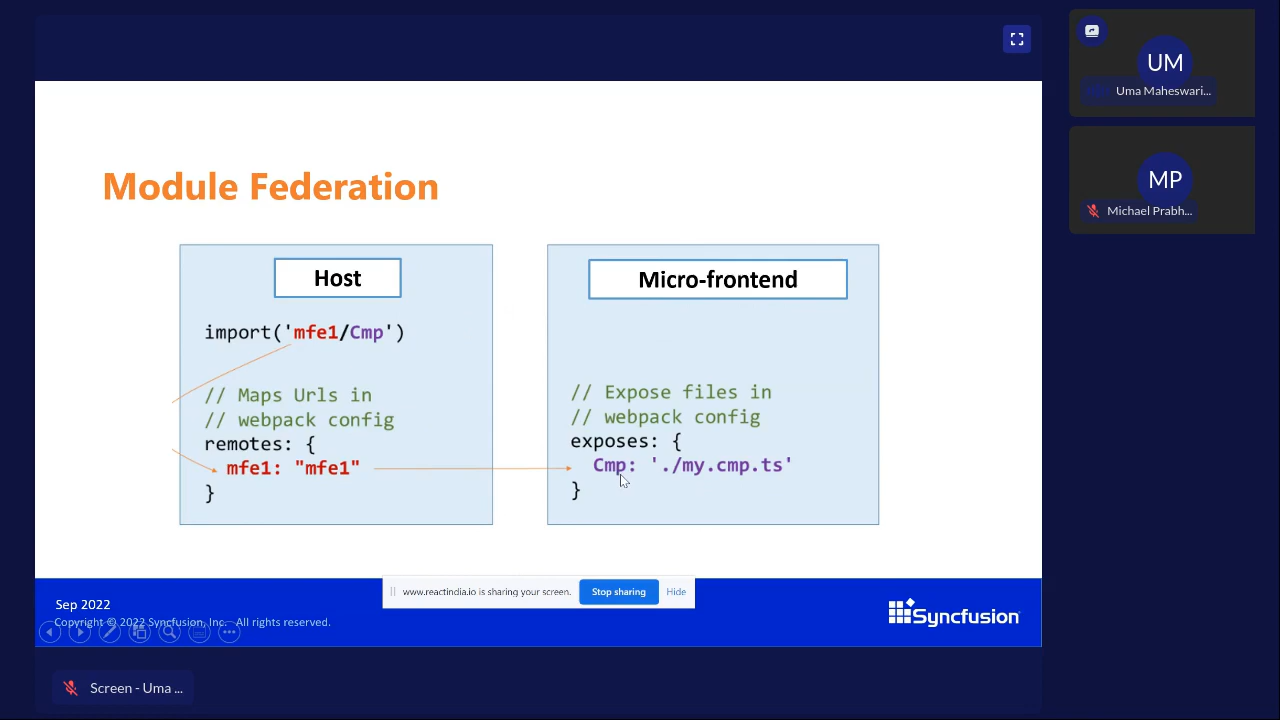 Module Federation
Host
import('mfe1/Cmp')
// Maps Urls in
// webpack config
remotes: {
mfe1: "mfe1"
}
Micro-frontend
// Expose files in
// webpack config
exposes: {
Cmp: './my.cmp.ts'
}
www.reactindia.io is sharing your screen.
Stop sharing
Hide
Sep 2022
Copyright © 2022 Syncfusion, Inc. All rights reserved.
Syncfusion
Screen - Uma ...
UM
Uma Maheswari...
MP
Michael Prabh...